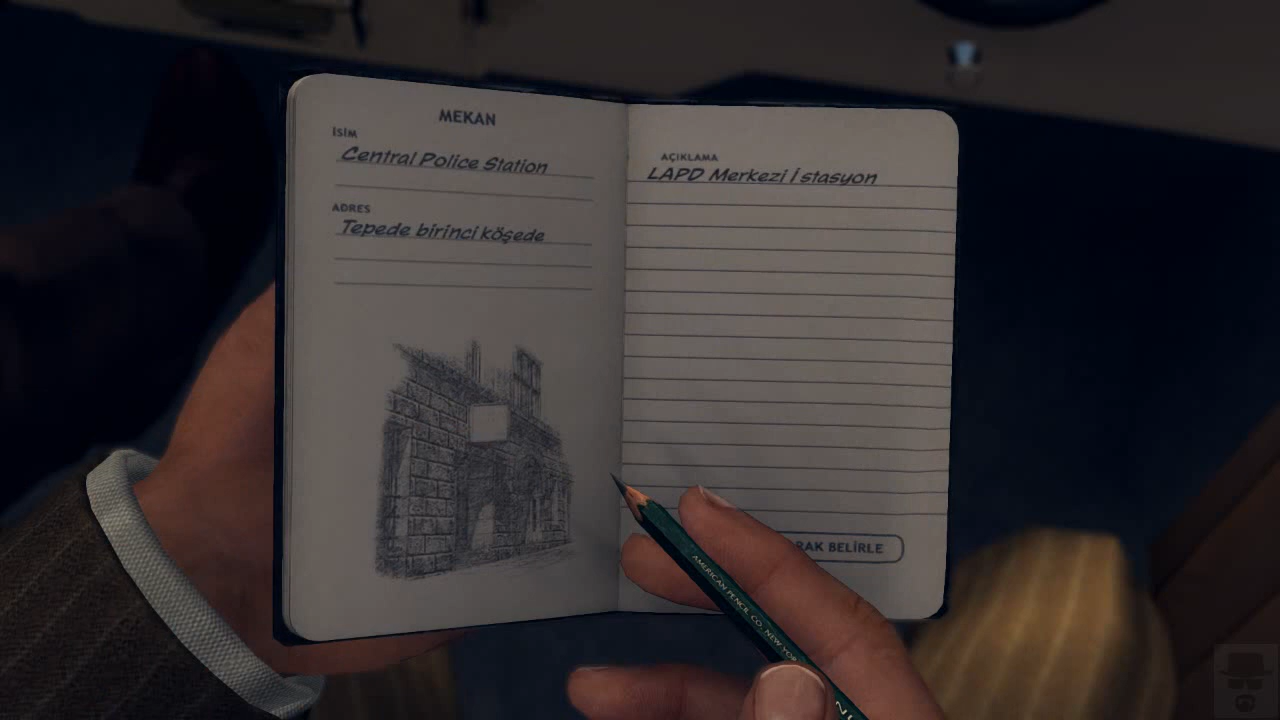 MEKAN
İSİM
Central Police Station
ADRES
Tepede birinci köşede
AÇIKLAMA
LAPD Merkezi İ stasyon
RAK BELİRLE
AMERICAN PENCIL CO. NEW YOR